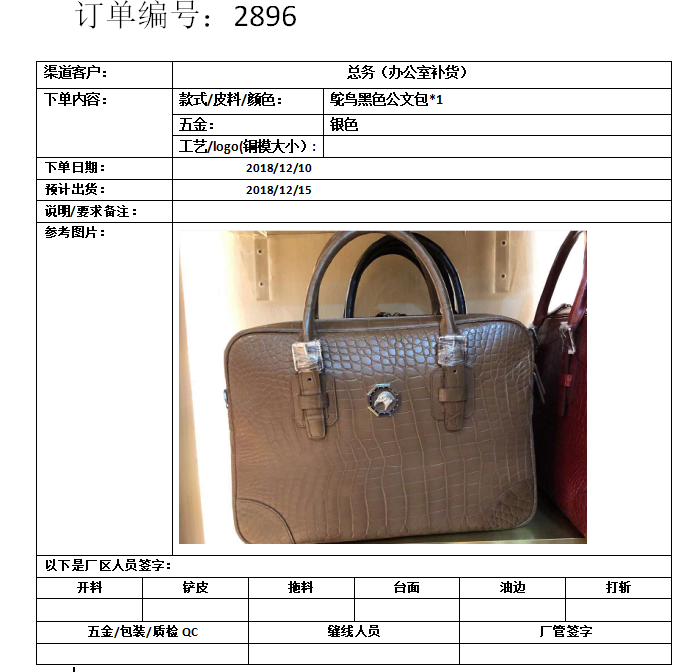 订单编号：2896
渠道客户： 总务（办公室补货）
下单内容： 款式/皮料/颜色： 鸵鸟黑色公文包*1
五金： 银色
工艺/logo(铜模大小）:
下单日期： 2018/12/10
预计出货： 2018/12/15
说明/要求备注：
参考图片：
以下是厂区人员签字：
开料 铲皮 拖料 台面 油边 打斩
五金/包装/质检 QC 缝线人员 厂管签字